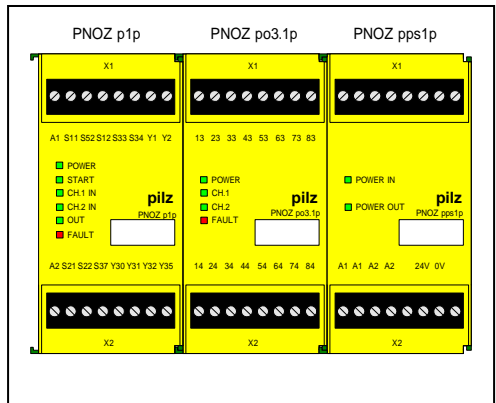 PNOZ p1p PNOZ po3.1p PNOZ pps1p
X1 X1 X1
A1 S11 S52 S12 S33 S34 Y1 Y2 13 23 33 43 53 63 73 83
POWER
START
CH.1 IN
CH.2 IN
OUT
FAULT
pilz
PNOZ p1p
POWER
CH.1
CH.2
FAULT
pilz
PNOZ po3.1p
POWER IN
POWER OUT
pilz
PNOZ pps1p
A2 S21 S22 S37 Y30 Y31 Y32 Y35 14 24 34 44 54 64 74 84 A1 A1 A2 A2 24V 0V
X2 X2 X2